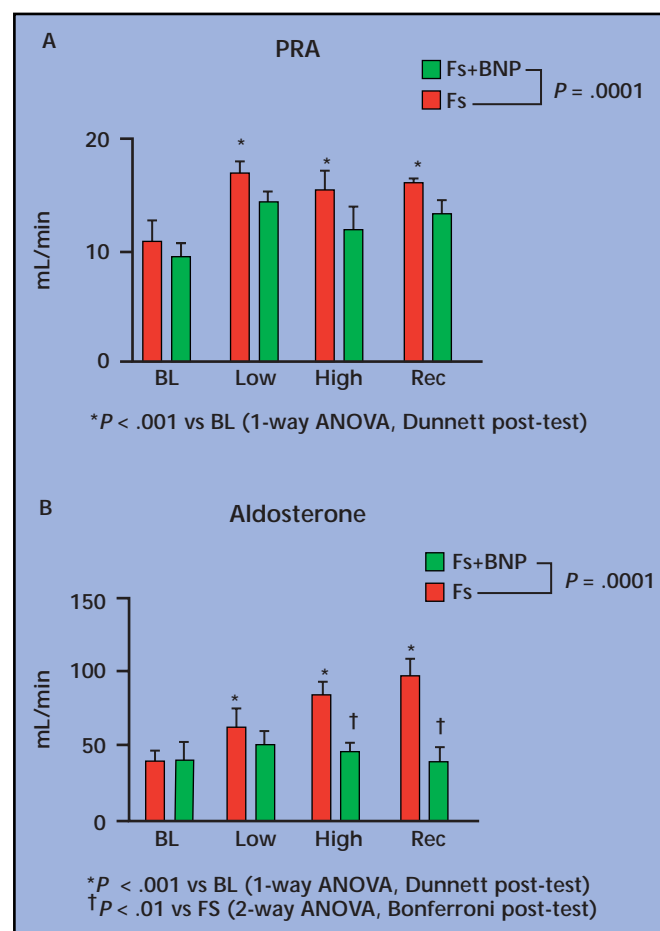 A
PRA
Fs+BNP
Fs
P = .0001
20
10
0
mL/min
*
*
*
BL Low High Rec
*P < .001 vs BL (1-way ANOVA, Dunnett post-test)
B
Aldosterone
Fs+BNP
Fs
P = .0001
150
100
50
0
mL/min
*
*
†
*
†
BL Low High Rec
*P < .001 vs BL (1-way ANOVA, Dunnett post-test)
†P < .01 vs FS (2-way ANOVA, Bonferroni post-test)